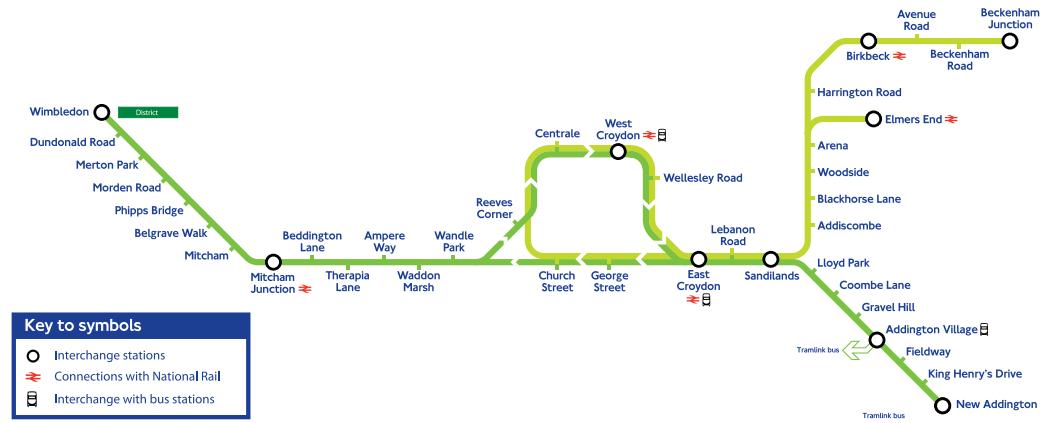 Wimbledon
District
Dundonald Road
Merton Park
Morden Road
Phipps Bridge
Belgrave Walk
Mitcham
Mitcham
Junction
Beddington
Lane
Therapia
Lane
Ampere
Way
Waddon
Marsh
Wandle
Park
Reeves
Corner
Centrale
West
Croydon
Wellesley Road
Church
Street
George
Street
East
Croydon
Lebanon
Road
Sandilands
Addiscombe
Blackhorse Lane
Woodside
Arena
Elmers End
Harrington Road
Birkbeck
Avenue
Road
Beckenham
Road
Beckenham
Junction
Lloyd Park
Coombe Lane
Gravel Hill
Addington Village
Tramlink bus
Fieldway
King Henry's Drive
New Addington
Tramlink bus
Key to symbols
Interchange stations
Connections with National Rail
Interchange with bus stations